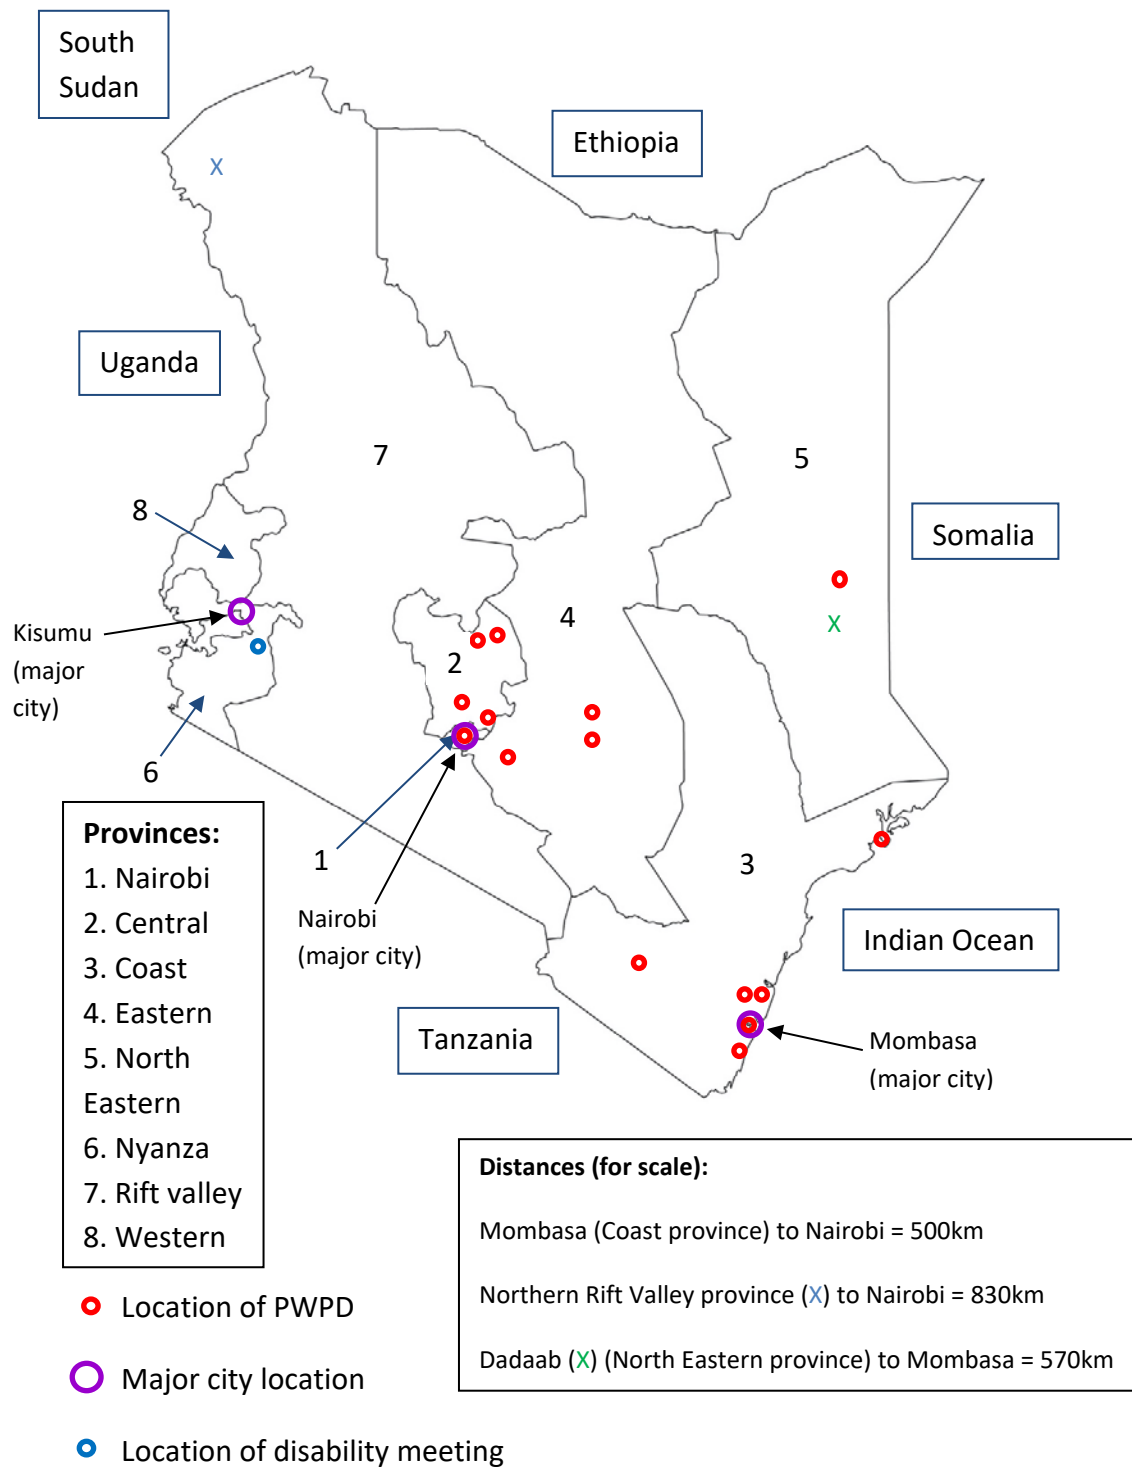 South
Sudan
Ethiopia
X
Uganda
7
5
8
Somalia
4
Kisumu
(major
city)
X
2
6
1
3
Provinces:
1. Nairobi
2. Central
3. Coast
4. Eastern
5. North
Eastern
6. Nyanza
7. Rift valley
8. Western
Nairobi
(major city)
Indian Ocean
Tanzania
Mombasa
(major city)
Distances (for scale):
Mombasa (Coast province) to Nairobi = 500km
Northern Rift Valley province (X) to Nairobi = 830km
Dadaab (X) (North Eastern province) to Mombasa = 570km
Location of PWPD
Major city location
Location of disability meeting